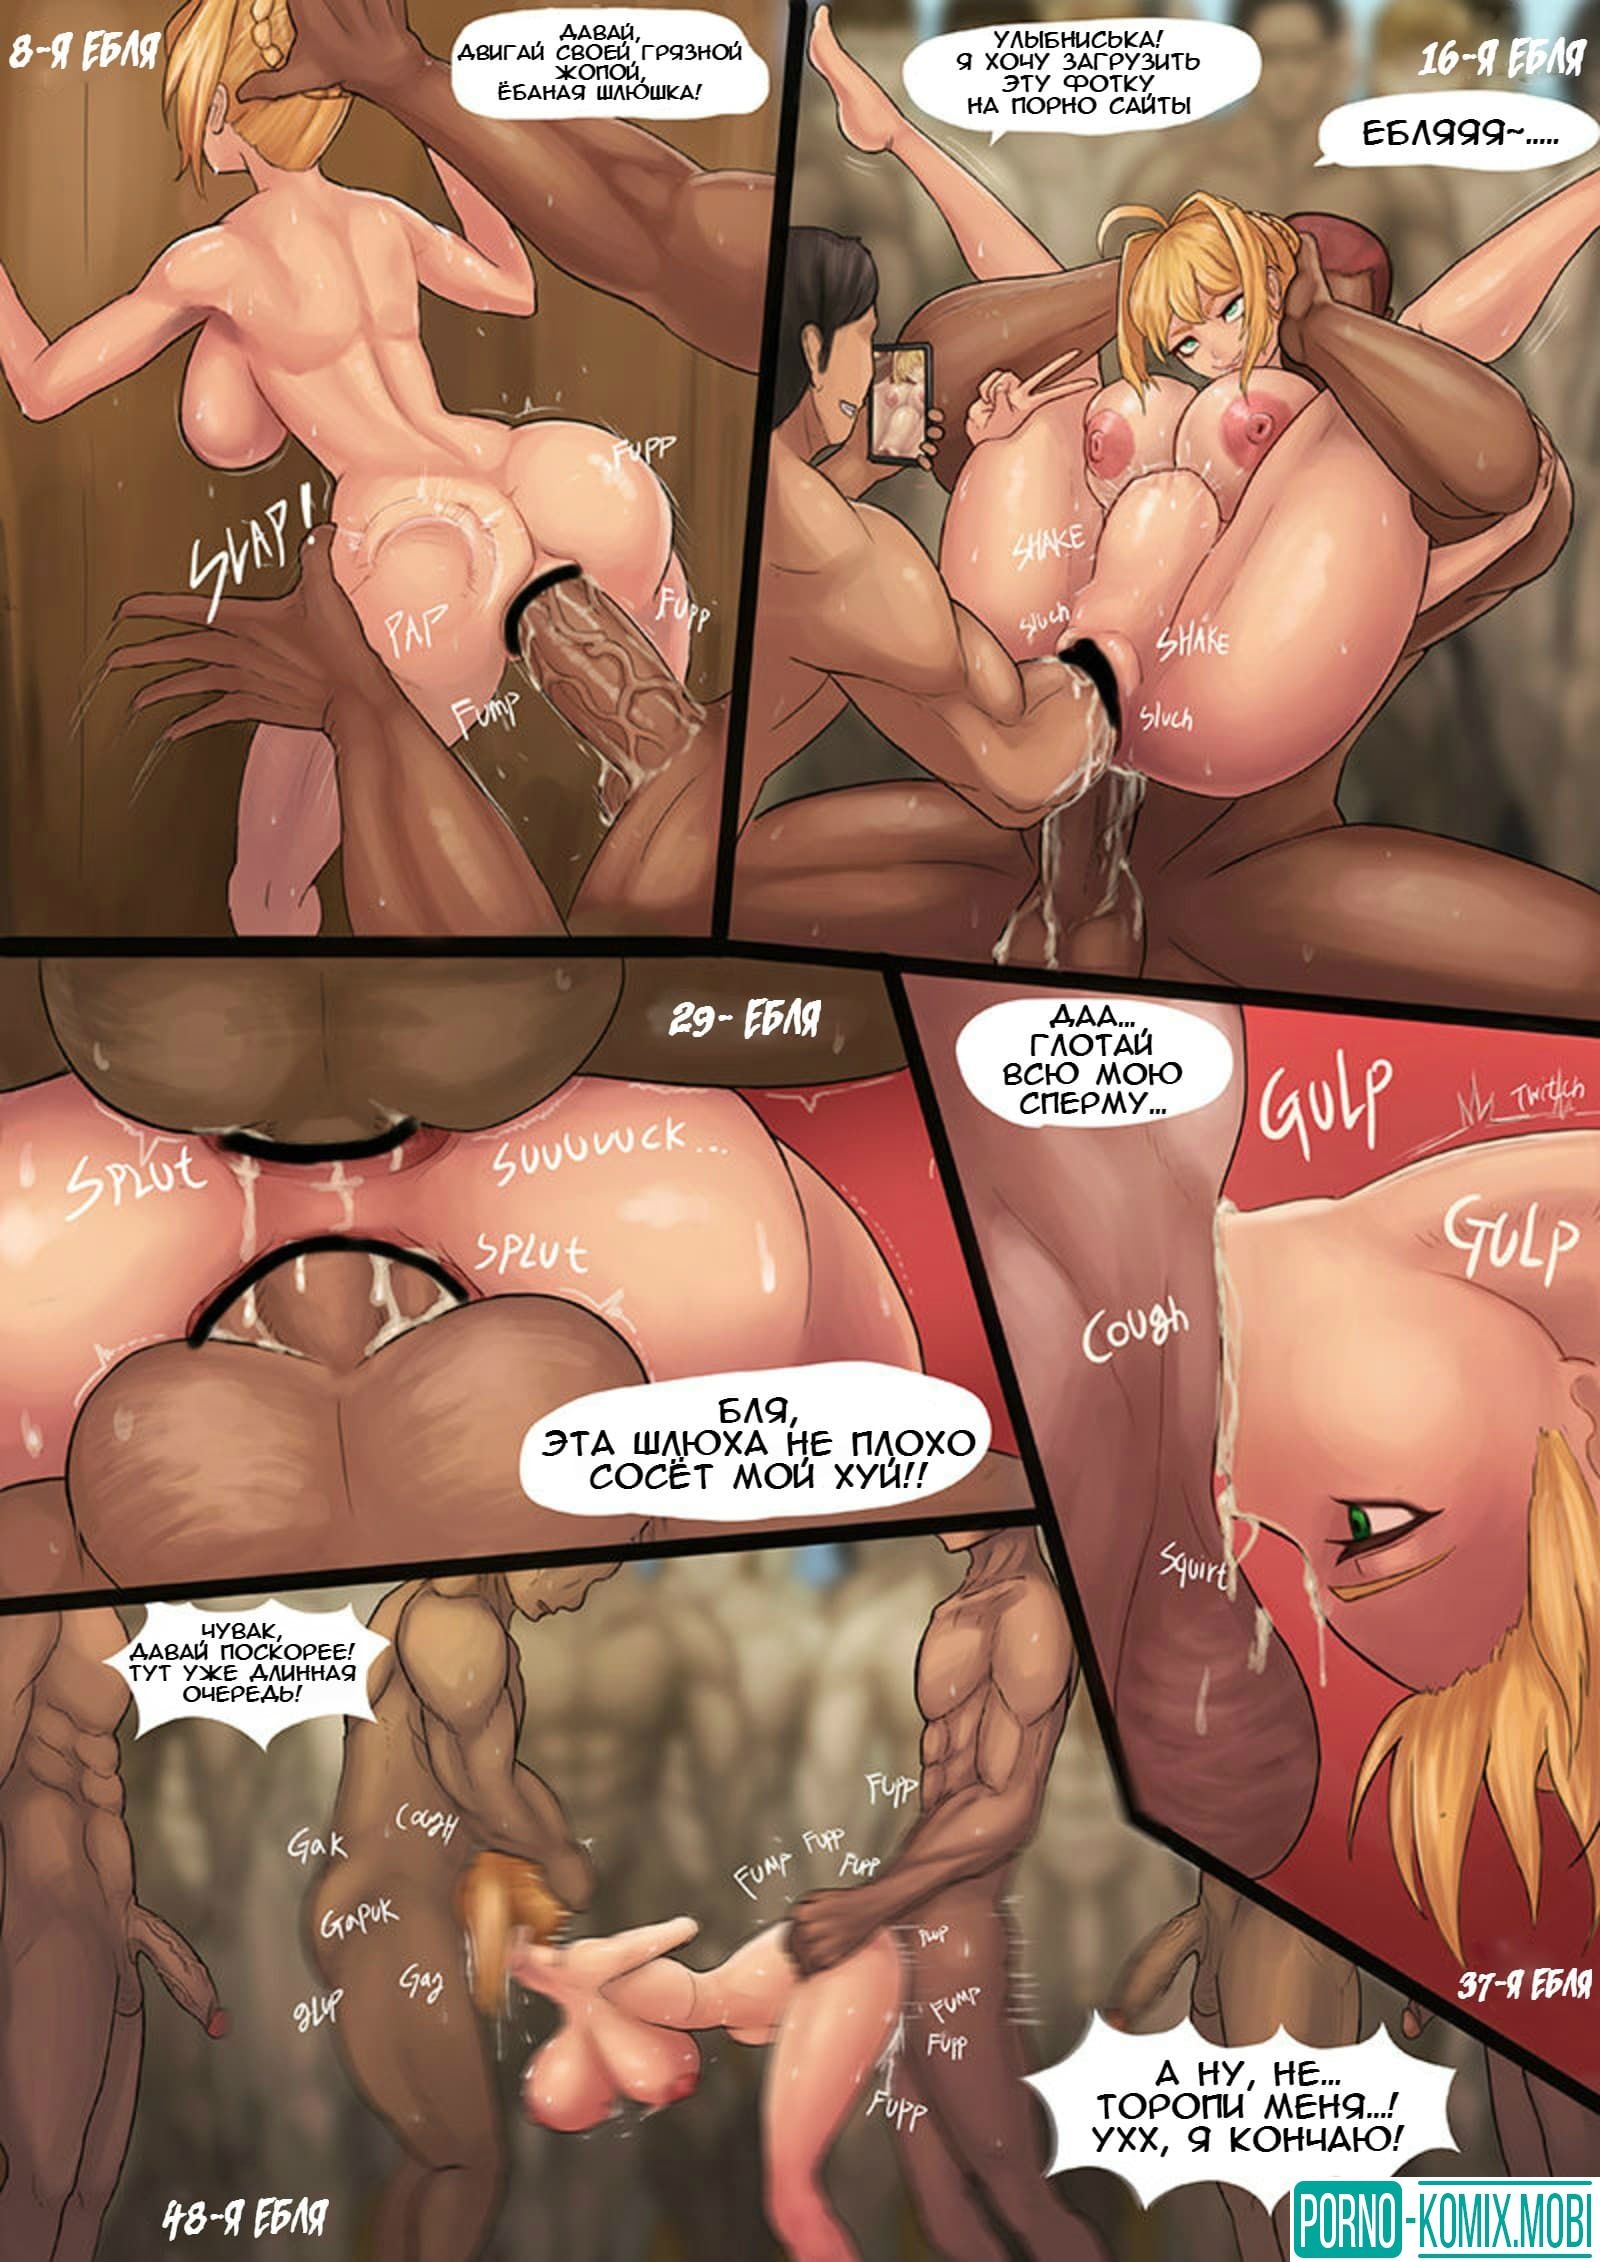 8-Я ЕБЛЯ
ДАВАЙ,
ДВИГАЙ СВОЕЙ ГРЯЗНОЙ
ЖОПОЙ,
ЁБАНАЯ ШЛЮШКА!
FUPP
SLAP!
PAP
FUPP
FUMP
16-Я ЕБЛЯ
УЛЫБНИСЬКА!
Я ХОЧУ ЗАГРУЗИТЬ
ЭТУ ФОТКУ
НА ПОРНО САЙТЫ
ЕБЛЯЯЯ~.....
SHAKE
Sluch
SHAKE
Sluch
29- ЕБЛЯ
SPLUT
SUUUUUCK...
SPLUT
БЛЯ,
ЭТА ШЛЮХА НЕ ПЛОХО
СОСЁТ МОЙ ХУЙ!!
ДАА...
ГЛОТАЙ
ВСЮ МОЮ
СПЕРМУ...
GULP
TWITCH
GULP
COUGH
SQUIRT
37-Я ЕБЛЯ
ЧУВАК,
ДАВАЙ ПОСКОРЕЕ!
ТУТ УЖЕ ДЛИННАЯ
ОЧЕРЕДЬ!
FUPP
COUGH
GAK
FUMP
FUPP
FUPP
GAPUK
PLUP
GAG
GLUP
FUMP
FUPP
FUPP
А НУ, НЕ...
ТОРОПИ МЕНЯ...!
УХХ, Я КОНЧАЮ!
48-Я ЕБЛЯ
PORNO-KOMIX.MOBI